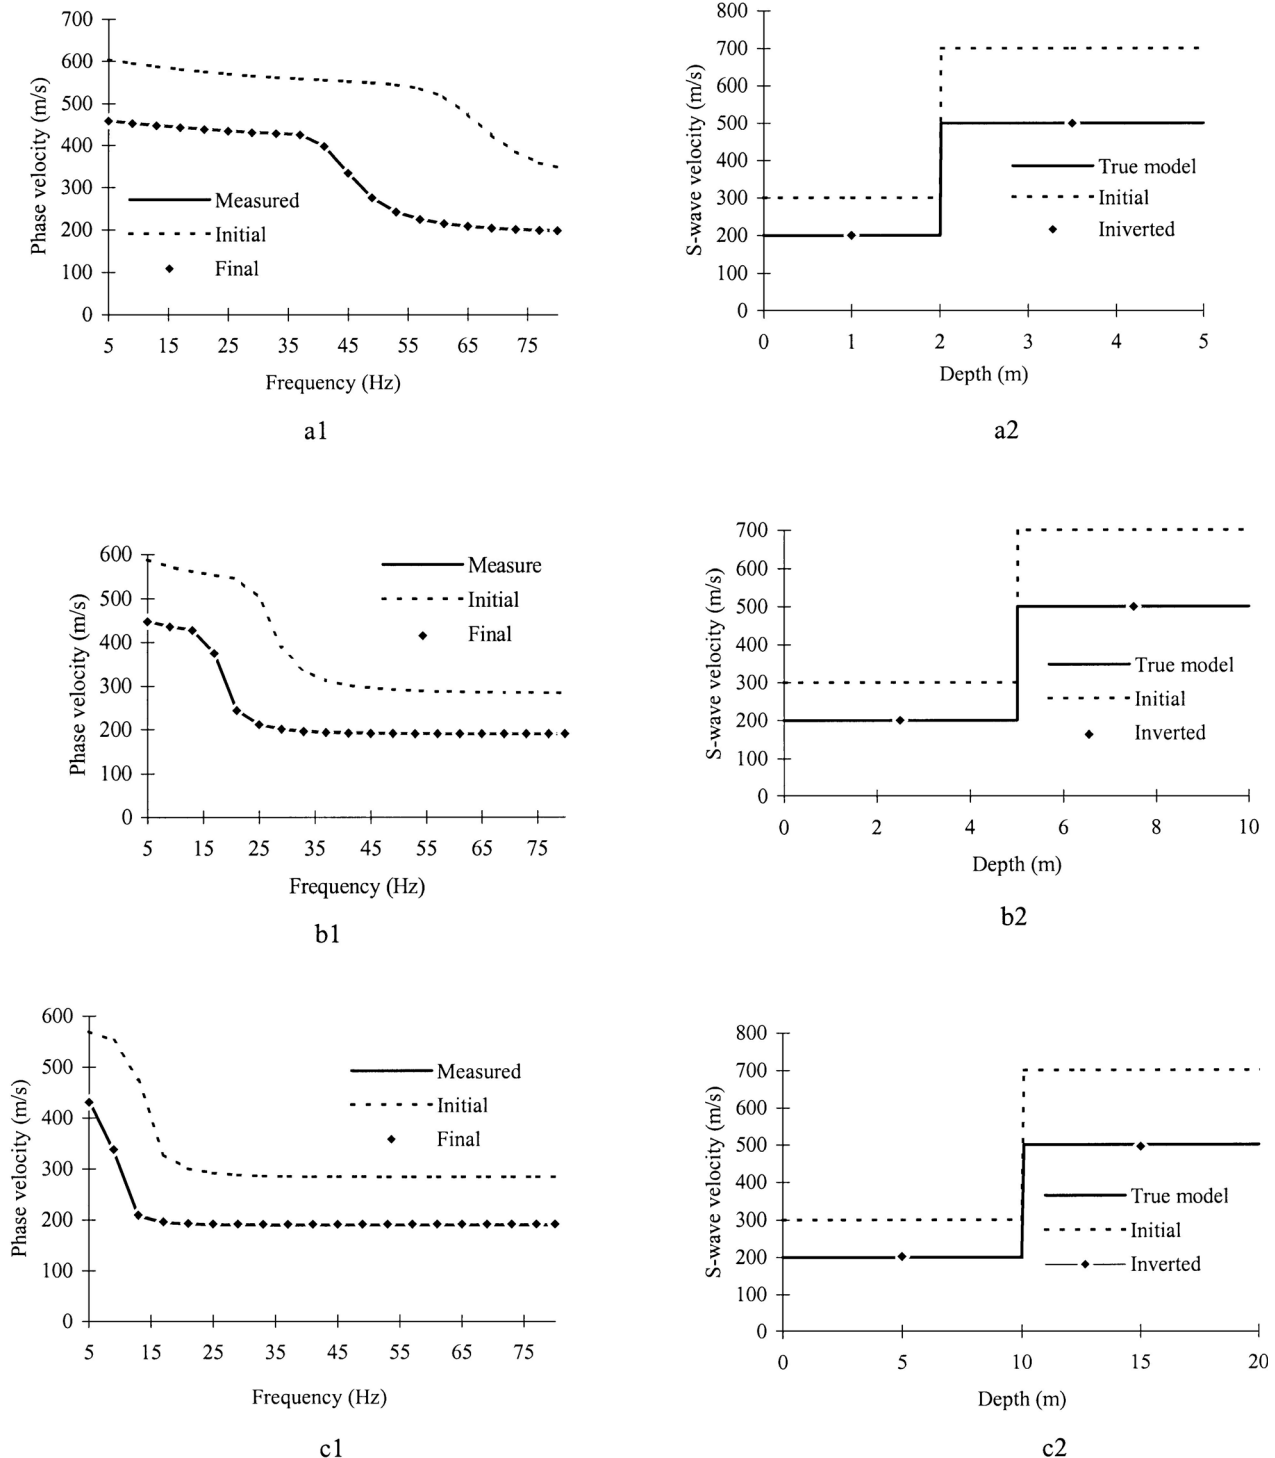 700
600
500
400
300
200
100
0
Phase velocity (m/s)
Measured
Initial
Final
5 15 25 35 45 55 65 75
Frequency (Hz)
a1
800
700
600
500
400
300
200
100
0
S-wave velocity (m/s)
True model
Initial
Iniverted
0 1 2 3 4 5
Depth (m)
a2
600
500
400
300
200
100
0
Phase velocity (m/s)
Measure
Initial
Final
5 15 25 35 45 55 65 75
Frequency (Hz)
b1
700
600
500
400
300
200
100
0
S-wave velocity (m/s)
True model
Initial
Inverted
0 2 4 6 8 10
Depth (m)
b2
600
500
400
300
200
100
0
Phase velocity (m/s)
Measured
Initial
Final
5 15 25 35 45 55 65 75
Frequency (Hz)
c1
800
700
600
500
400
300
200
100
0
S-wave velocity (m/s)
True model
Initial
Inverted
0 5 10 15 20
Depth (m)
c2